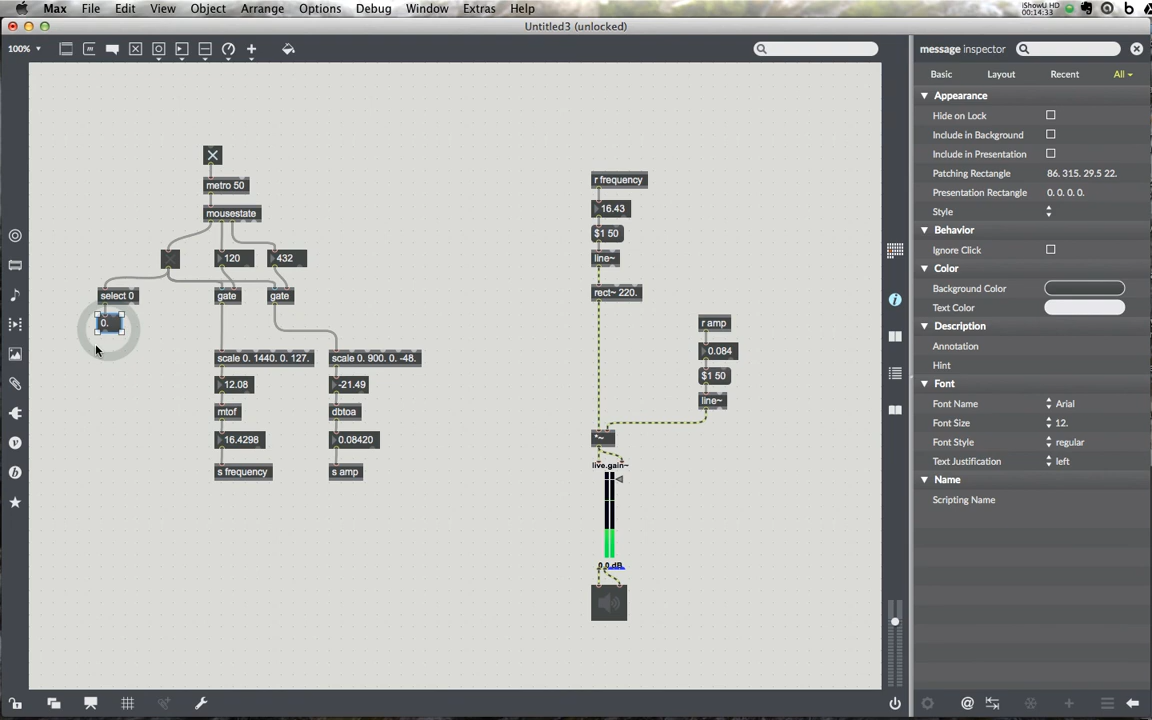 Max File Edit View Object Arrange Options Debug Window Extras Help
iShowU HD
00:14:33
Untitled3 (unlocked)
100%
message inspector
Basic Layout Recent All
Appearance
Hide on Lock
Include in Background
Include in Presentation
Patching Rectangle 86. 315. 29.5 22.
Presentation Rectangle 0. 0. 0. 0.
Style
Behavior
Ignore Click
Color
Background Color
Text Color
Description
Annotation
Hint
Font
Font Name Arial
Font Size 12.
Font Style regular
Text Justification left
Name
Scripting Name
metro 50
mousestate
120
432
select 0
gate
gate
0.
scale 0. 1440. 0. 127.
scale 0. 900. 0. -48.
12.08
-21.49
mtof
dbtoa
16.4298
0.08420
s frequency
s amp
r frequency
16.43
$1 50
line~
rect~ 220.
r amp
0.084
$1 50
line~
*~
live.gain~
0.0 dB